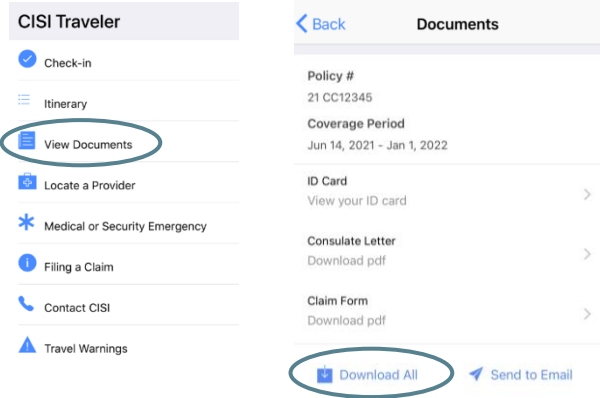 CISI Traveler
Check-in
Itinerary
View Documents
Locate a Provider
Medical or Security Emergency
Filing a Claim
Contact CISI
Travel Warnings
Back
Documents
Policy #
21 CC12345
Coverage Period
Jun 14, 2021 - Jan 1, 2022
ID Card
View your ID card
Consulate Letter
Download pdf
Claim Form
Download pdf
Download All
Send to Email